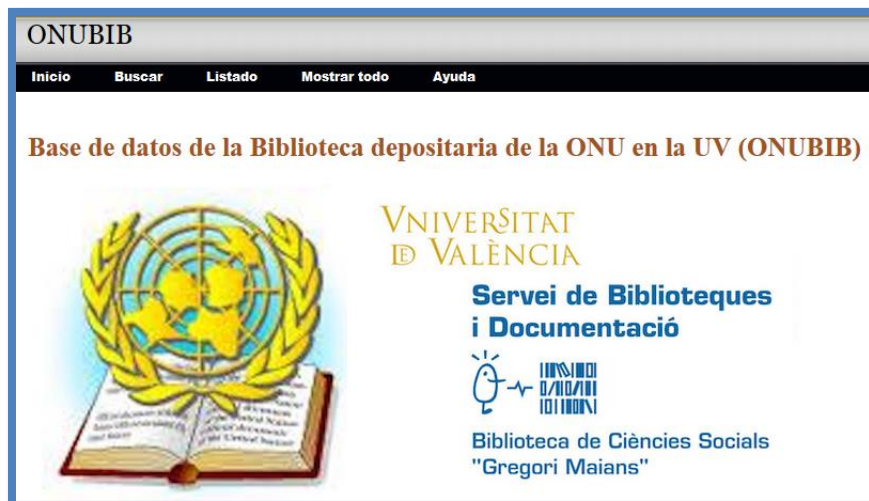 ONUBIB
Inicio Buscar Listado Mostrar todo Ayuda
Base de datos de la Biblioteca depositaria de la ONU en la UV (ONUBIB)
VNIVERSITAT
DE VALÈNCIA
Servei de Biblioteques
i Documentació
Biblioteca de Ciències Socials
"Gregori Maians"